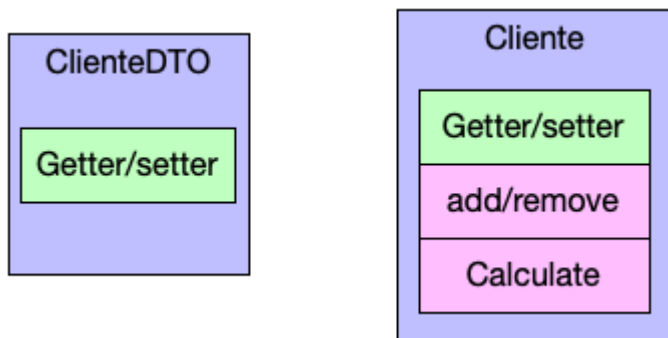 ClienteDTO
Getter/setter
Cliente
Getter/setter
add/remove
Calculate